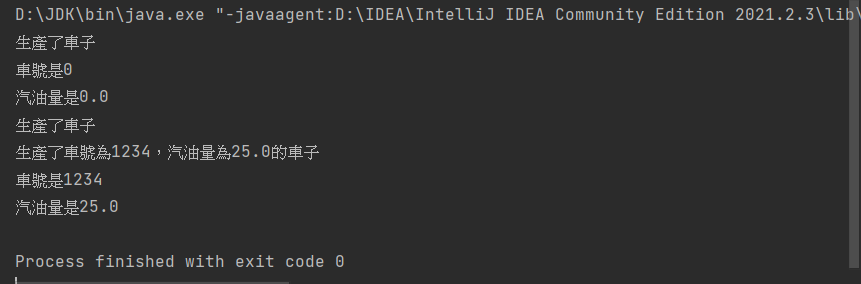 D:\JDK\bin\java.exe "-javaagent:D:\IDEA\IntelliJ IDEA Community Edition 2021.2.3\lib\
生產了車子
車號是0
汽油量是0.0
生產了車子
生產了車號為1234，汽油量為25.0的車子
車號是1234
汽油量是25.0
Process finished with exit code 0